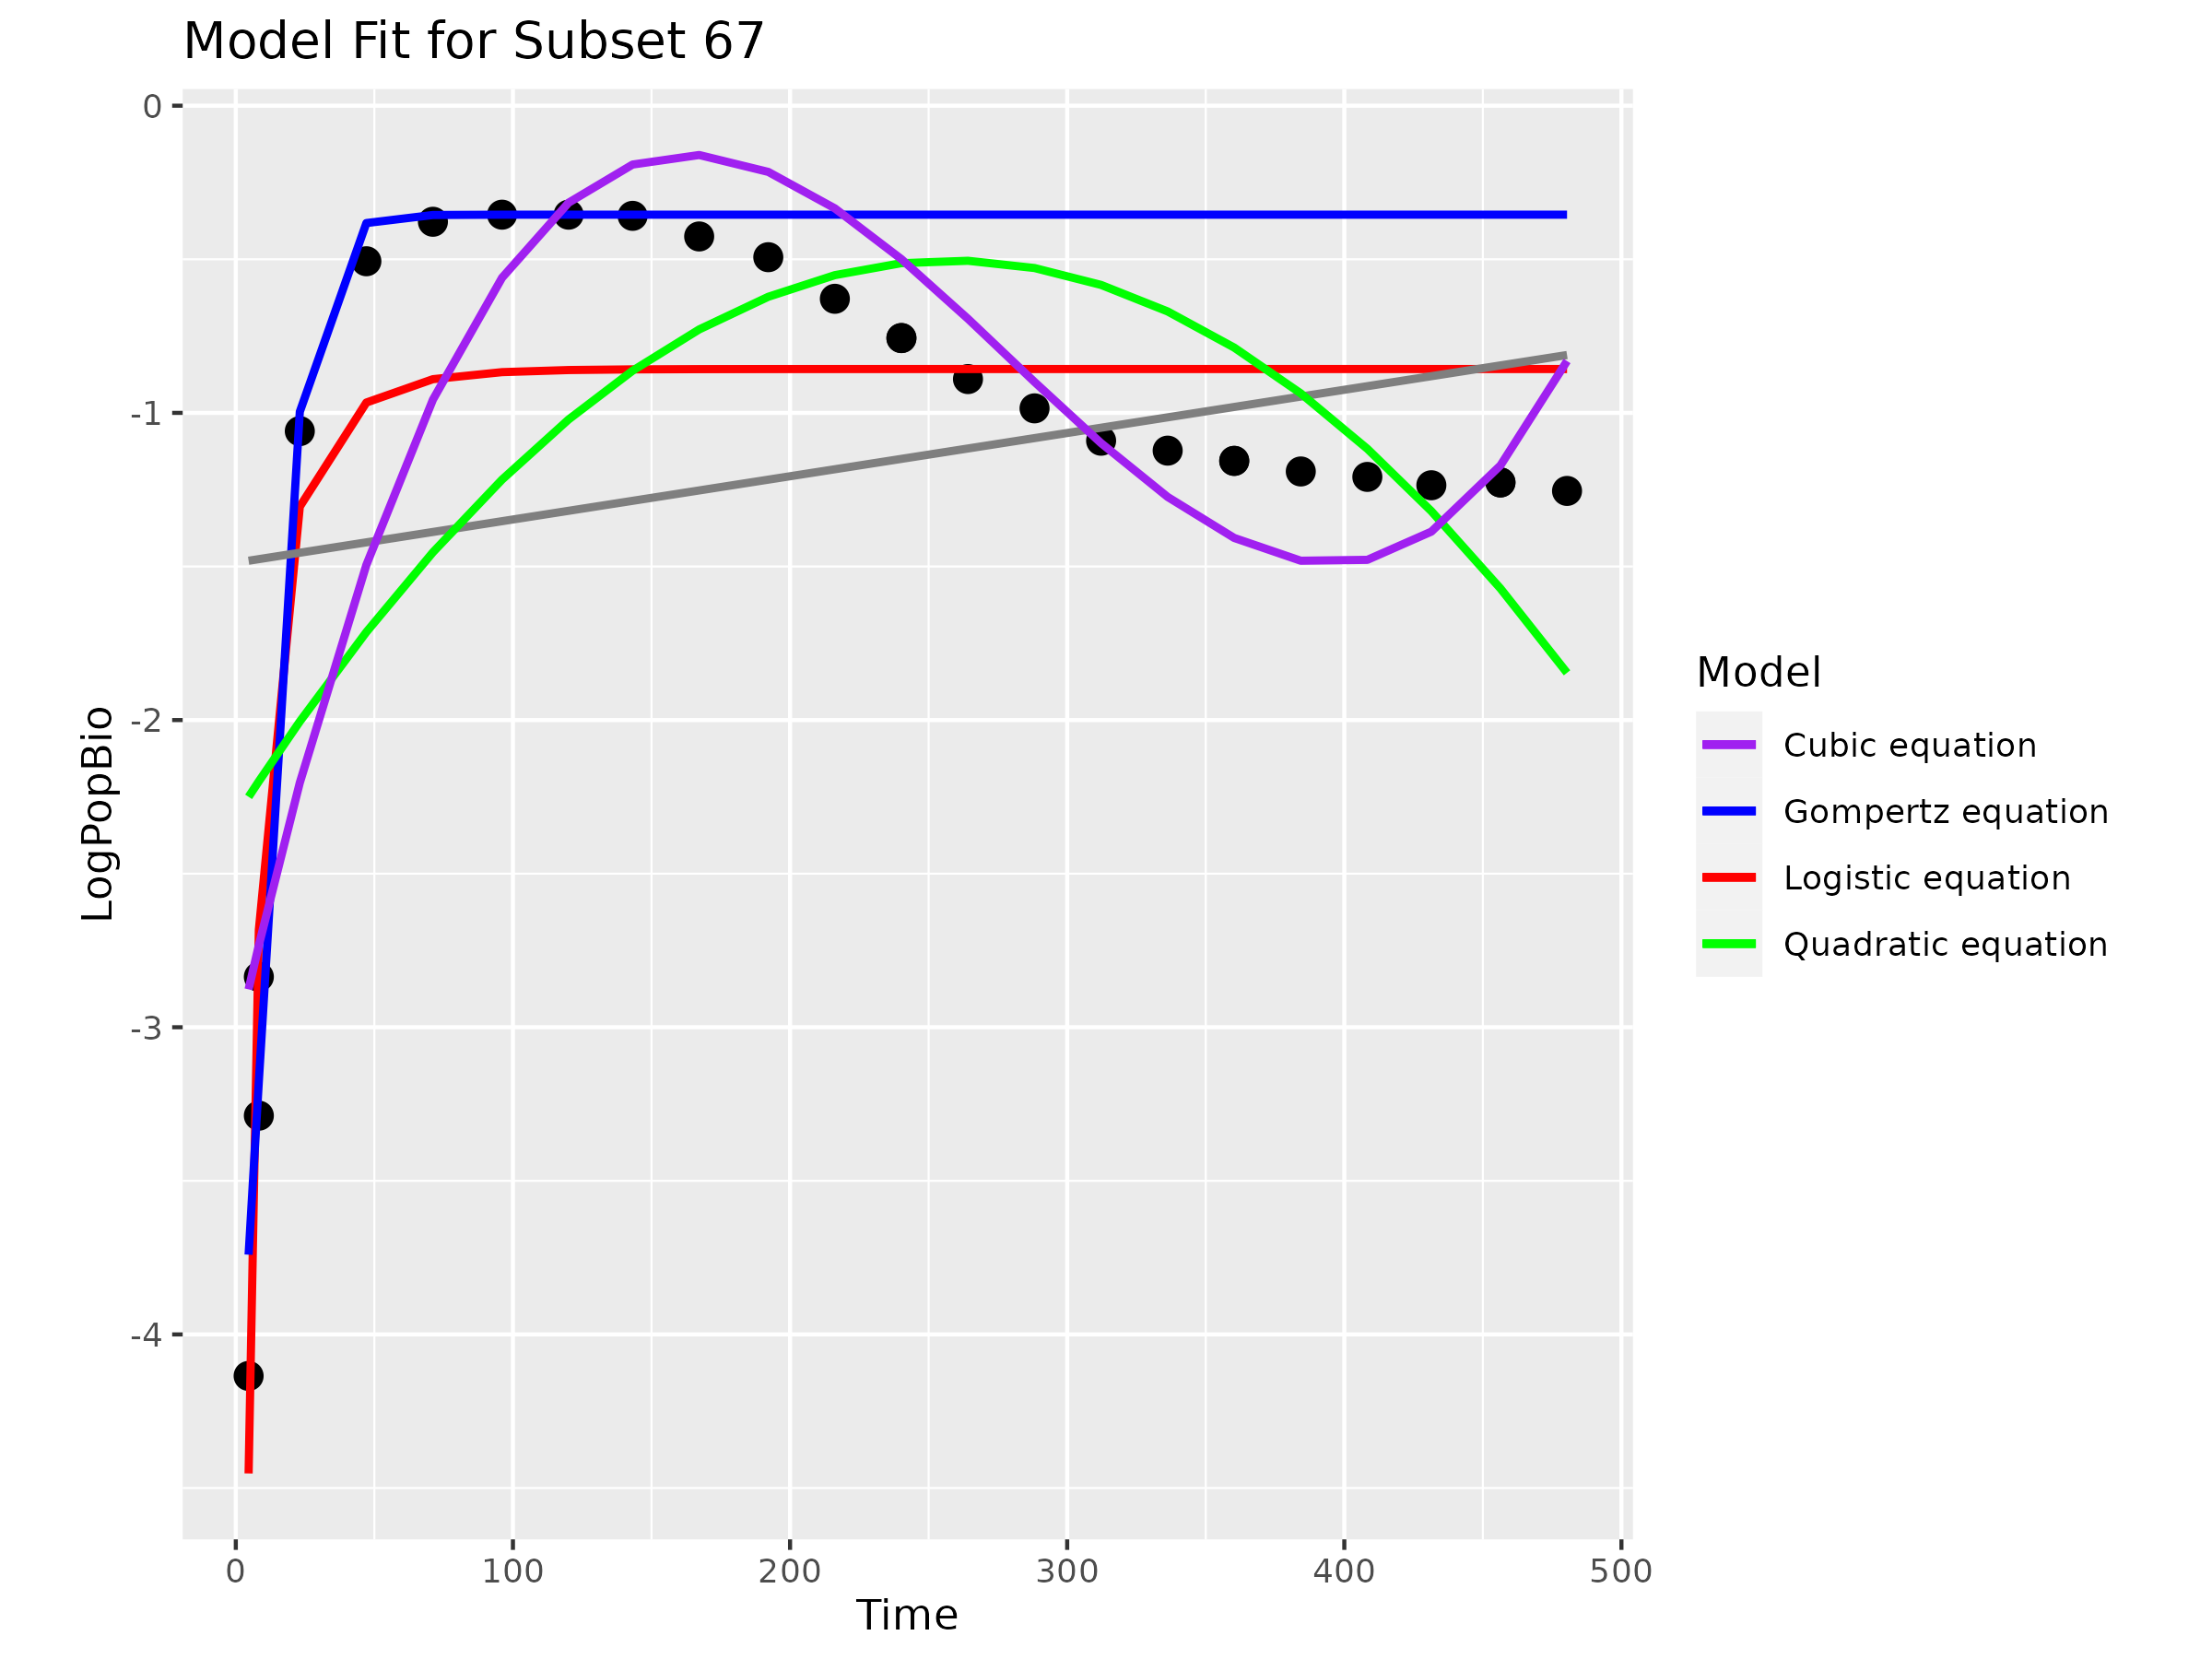 Model Fit for Subset 67
0
-1
-2
-3
-4
LogPopBio
0 100 200 300 400 500
Time
Model
Cubic equation
Gompertz equation
Logistic equation
Quadratic equation